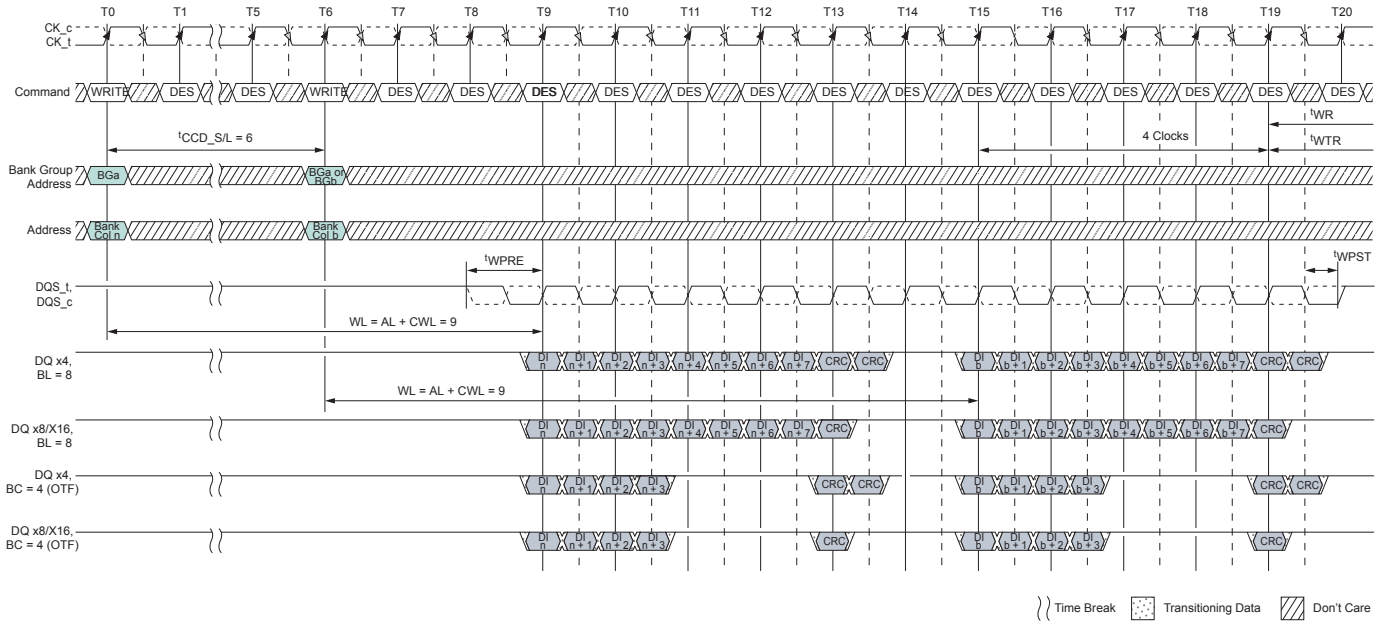 T0 T1 T5 T6 T7 T8 T9 T10 T11 T12 T13 T14 T15 T16 T17 T18 T19 T20
CK_c
CK_t
Command WRITE DES DES WRITE DES DES DES DES DES DES DES DES DES DES DES DES DES DES
tWR
tCCD_S/L = 6
4 Clocks
tWTR
Bank Group
Address
BGa
BGa or
BGb
Address
Bank
Col n
Bank
Col b
tWPRE
tWPST
DQS_t,
DQS_c
WL = AL + CWL = 9
DQ x4,
BL = 8
DI
n
DI
n + 1
DI
n + 2
DI
n + 3
DI
n + 4
DI
n + 5
DI
n + 6
DI
n + 7
CRC CRC
DI
b
DI
b + 1
DI
b + 2
DI
b + 3
DI
b + 4
DI
b + 5
DI
b + 6
DI
b + 7
CRC CRC
WL = AL + CWL = 9
DQ x8/X16,
BL = 8
DI
n
DI
n + 1
DI
n + 2
DI
n + 3
DI
n + 4
DI
n + 5
DI
n + 6
DI
n + 7
CRC
DI
b
DI
b + 1
DI
b + 2
DI
b + 3
DI
b + 4
DI
b + 5
DI
b + 6
DI
b + 7
CRC
DQ x4,
BC = 4 (OTF)
DI
n
DI
n + 1
DI
n + 2
DI
n + 3
CRC CRC
DI
b
DI
b + 1
DI
b + 2
DI
b + 3
CRC CRC
DQ x8/X16,
BC = 4 (OTF)
DI
n
DI
n + 1
DI
n + 2
DI
n + 3
CRC
DI
b
DI
b + 1
DI
b + 2
DI
b + 3
CRC
Time Break Transitioning Data Don't Care